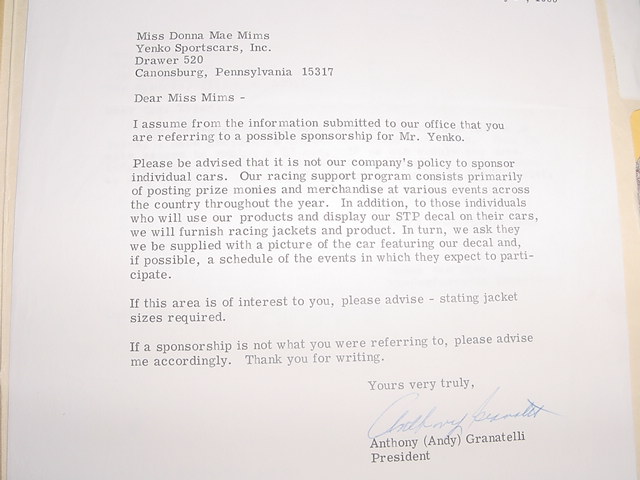 Miss Donna Mae Mims
Yenko Sportscars, Inc.
Drawer 520
Canonsburg, Pennsylvania 15317
Dear Miss Mims -
I assume from the information submitted to our office that you
are referring to a possible sponsorship for Mr. Yenko.
Please be advised that it is not our company's policy to sponsor
individual cars. Our racing support program consists primarily
of posting prize monies and merchandise at various events across
the country throughout the year. In addition, to those individuals
who will use our products and display our STP decal on their cars,
we will furnish racing jackets and product. In turn, we ask they
we be supplied with a picture of the car featuring our decal and,
if possible, a schedule of the events in which they expect to parti-
cipate.
If this area is of interest to you, please advise - stating jacket
sizes required.
If a sponsorship is not what you were referring to, please advise
me accordingly. Thank you for writing.
Yours very truly,
Anthony Granatelli
Anthony (Andy) Granatelli
President